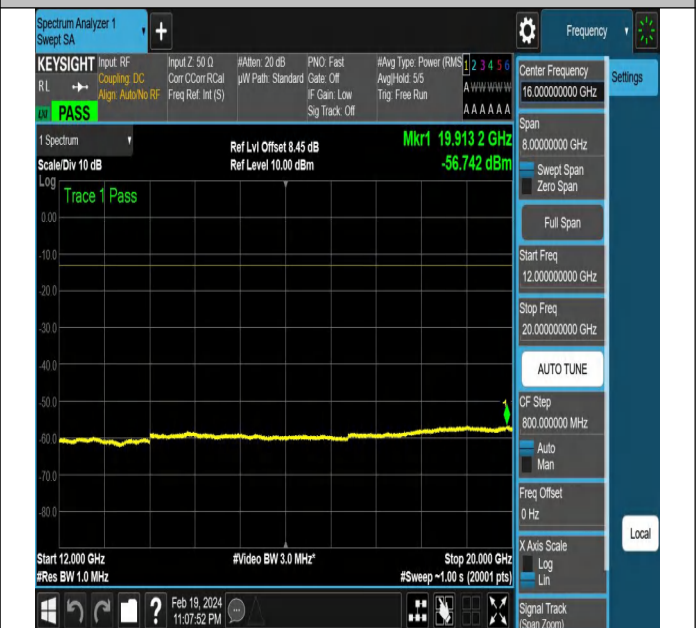 Spectrum Analyzer 1
Swept SA
+
Frequency
KEYSIGHT
RL
PASS
Input: RF
Coupling: DC
Align: Auto/No RF
Input Z: 50 Ω
Corr CCorr RCal
Freq Ref: Int (S)
#Atten: 20 dB
µW Path: Standard
PNO: Fast
Gate: Off
IF Gain: Low
Sig Track: Off
#Avg Type: Power (RMS)
Avg|Hold: 5/5
Trig: Free Run
1 2 3 4 5 6
A W W W W W
A A A A A A
1 Spectrum
Scale/Div 10 dB
Ref Lvl Offset 8.45 dB
Ref Level 10.00 dBm
Mkr1 19.913 2 GHz
-56.742 dBm
Log
Trace 1 Pass
0.00
-10.0
-20.0
-30.0
-40.0
-50.0
-60.0
-70.0
-80.0
1
Start 12.000 GHz
#Res BW 1.0 MHz
#Video BW 3.0 MHz*
Stop 20.000 GHz
#Sweep ~1.00 s (20001 pts)
Center Frequency
16.000000000 GHz
Settings
Span
8.00000000 GHz
Swept Span
Zero Span
Full Span
Start Freq
12.000000000 GHz
Stop Freq
20.000000000 GHz
AUTO TUNE
CF Step
800.000000 MHz
Auto
Man
Freq Offset
0 Hz
X Axis Scale
Log
Lin
Signal Track
(Span Zoom)
Local
?
Feb 19, 2024
11:07:52 PM